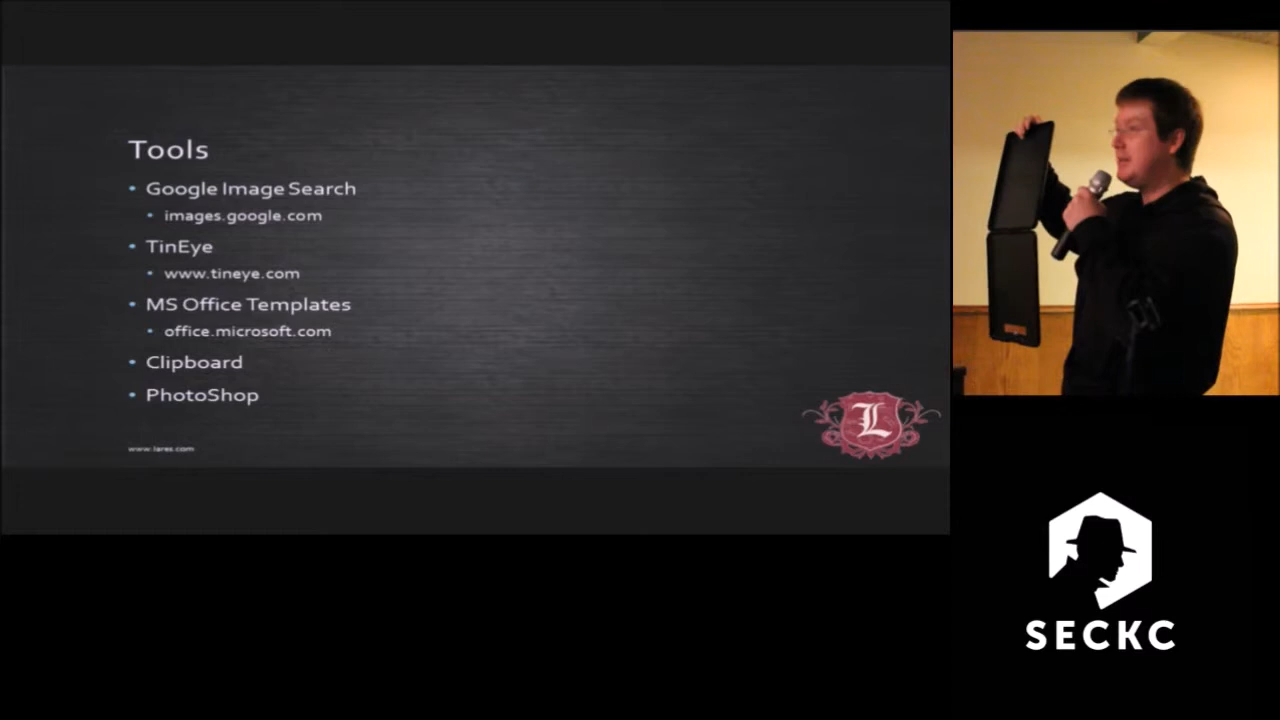 Tools
• Google Image Search
• images.google.com
• TinEye
• www.tineye.com
• MS Office Templates
• office.microsoft.com
• Clipboard
• PhotoShop
www.lares.com
L
SECKC